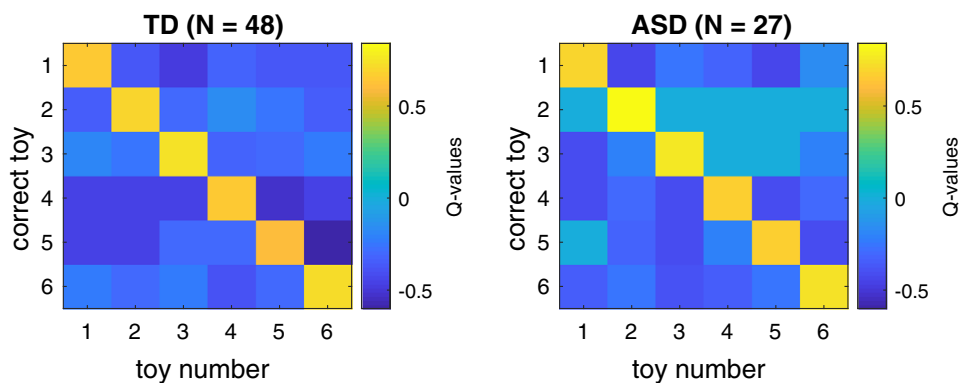 TD (N = 48)
correct toy
1
2
3
4
5
6
1 2 3 4 5 6
toy number
0.5
0
-0.5
Q-values
ASD (N = 27)
correct toy
1
2
3
4
5
6
1 2 3 4 5 6
toy number
0.5
0
-0.5
Q-values